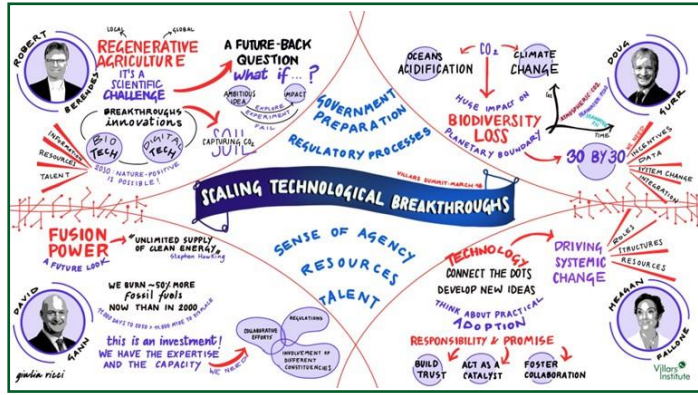 ROBERT
BERENDES
LOCAL
GLOBAL
REGENERATIVE
AGRICULTURE
IT'S A
SCIENTIFIC
CHALLENGE
A FUTURE-BACK
QUESTION
What if...?
AMBITIOUS
IDEA
IMPACT
EXPLORE
EXPERIMENT
FAIL
BREAKTHROUGHS
innovations
BIO
TECH
DIGITAL
TECH
SOIL
CAPTURING CO2
2050: NATURE-POSITIVE
IS POSSIBLE!
INFORMATION
RESOURCES
TALENT
GOVERNMENT
PREPARATION
REGULATORY PROCESSES
OCEANS
ACIDIFICATION
CO2
CLIMATE
CHANGE
HUGE IMPACT ON
BIODIVERSITY
LOSS
PLANETARY BOUNDARY
ATMOSPHERIC CO2
TIME
30 BY 30
WE NEED
INCENTIVES
DATA
SYSTEM CHANGE
INTEGRATION
DOUG
GURR
VILLARS SUMMIT: MARCH
SCALING TECHNOLOGICAL BREAKTHROUGHS
SENSE OF AGENCY
RESOURCES
TALENT
FUSION
POWER
A FUTURE LOOK
"UNLIMITED SUPPLY
OF CLEAN ENERGY"
Stephen Hawking
WE BURN ~50% MORE
Fossil fuels
NOW THAN IN 2000
this is an investment!
WE HAVE THE EXPERTISE
AND THE CAPACITY
WE NEED
REGULATIONS
COLLABORATIVE
EFFORTS
INVOLVEMENT OF
DIFFERENT
CONSTITUENCIES
DAVID
GANN
giulia ricci
TECHNOLOGY
CONNECT THE DOTS
DEVELOP NEW IDEAS
THINK ABOUT PRACTICAL
ADOPTION
DRIVING
SYSTEMIC
CHANGE
ROLES
STRUCTURES
RESOURCES
RESPONSIBILITY & PROMISE
BUILD
TRUST
ACT AS A
CATALYST
FOSTER
COLLABORATION
MEAGAN
FALLONE
Villars
Institute